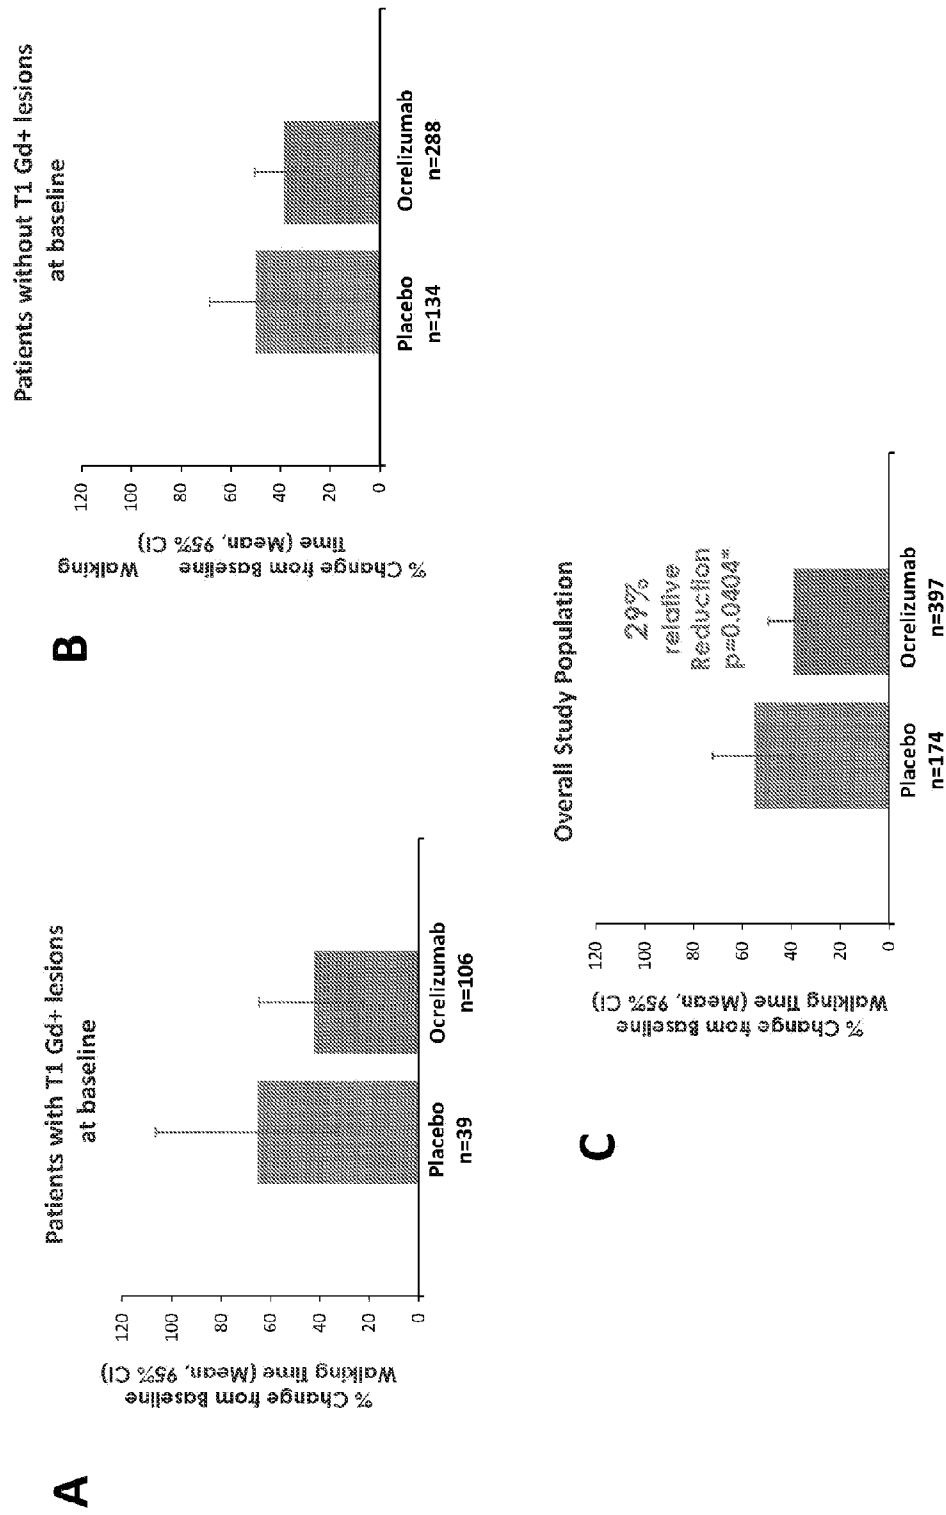 A
Patients with T1 Gd+ lesions
at baseline
% Change from Baseline
Walking Time (Mean, 95% CI)
120
100
80
60
40
20
0
Placebo
n=39
Ocrelizumab
n=106
B
Patients without T1 Gd+ lesions
at baseline
% Change from Baseline Walking
Time (Mean, 95% CI)
120
100
80
60
40
20
0
Placebo
n=134
Ocrelizumab
n=288
C
Overall Study Population
% Change from Baseline
Walking Time (Mean, 95% CI)
120
100
80
60
40
20
0
29%
relative
Reduction
p=0.0404*
Placebo
n=174
Ocrelizumab
n=397